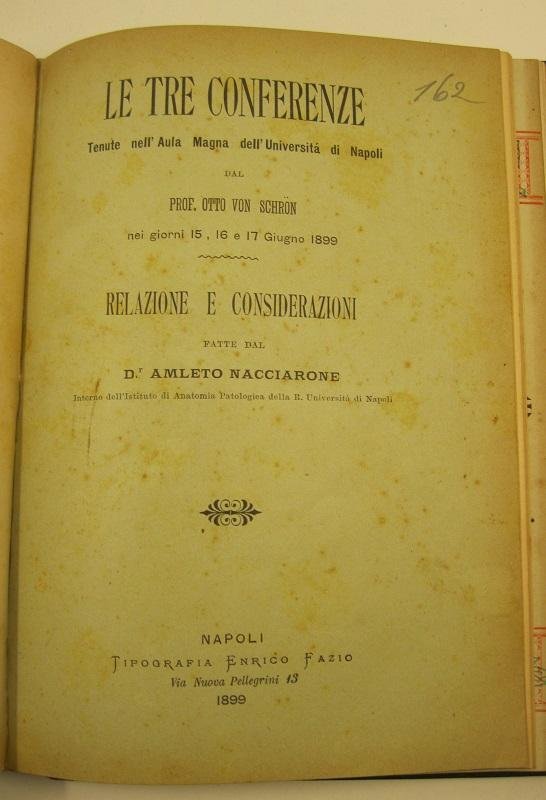 162
LE TRE CONFERENZE
Tenute nell'Aula Magna dell'Universitá di Napoli
DAL
PROF. OTTO VON SCHRÖN
nei giorni 15, 16 e 17 Giugno 1899
RELAZIONE E CONSIDERAZIONI
FATTE DAL
D.r AMLETO NACCIARONE
Interno dell'Istituto di Anatomia Patologica della R. Universitá di Napoli
NAPOLI
TIPOGRAFIA ENRICO FAZIO
Via Nuova Pellegrini 13
1899